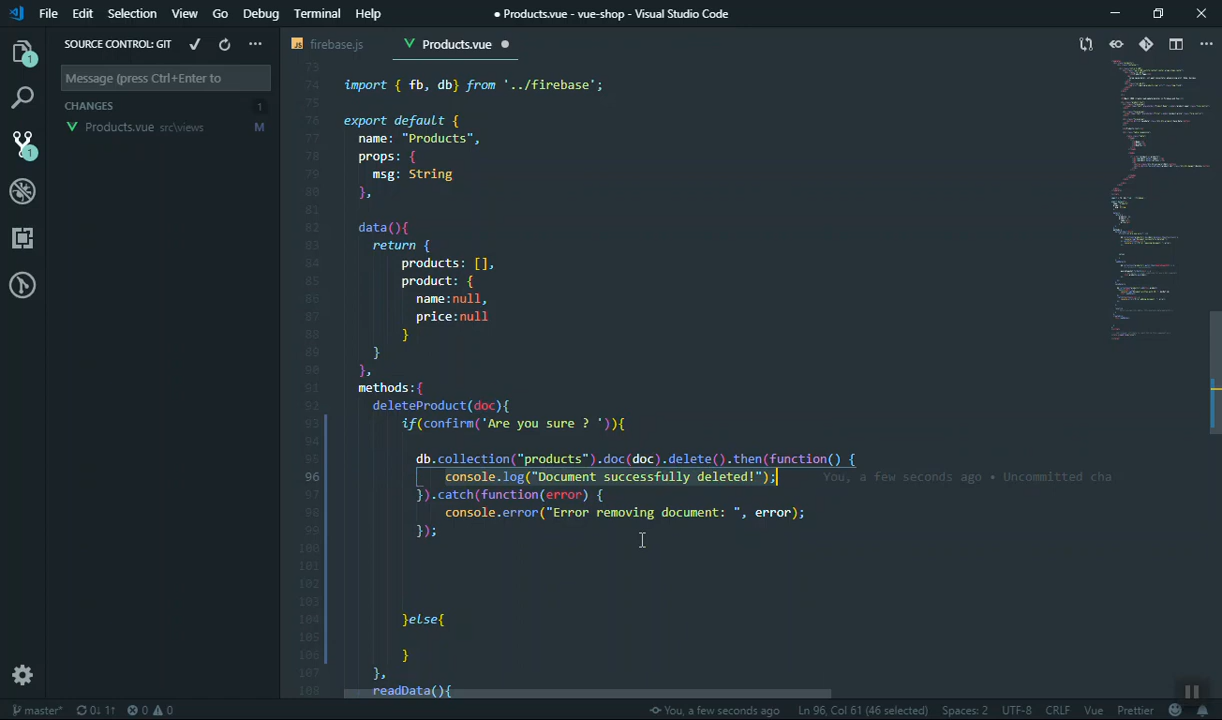 File Edit Selection View Go Debug Terminal Help
● Products.vue - vue-shop - Visual Studio Code
SOURCE CONTROL: GIT
Message (press Ctrl+Enter to
CHANGES 1
Products.vue src\views M
1
1
JS firebase.js Products.vue ●
73
74 import { fb, db} from '../firebase';
75
76 export default {
77 name: "Products",
78 props: {
79 msg: String
80 },
81
82 data(){
83 return {
84 products: [],
85 product: {
86 name:null,
87 price:null
88 }
89 }
90 },
91 methods:{
92 deleteProduct(doc){
93 if(confirm('Are you sure ? ')){
94
95 db.collection("products").doc(doc).delete().then(function() {
96 console.log("Document successfully deleted!"); You, a few seconds ago • Uncommitted cha
97 }).catch(function(error) {
98 console.error("Error removing document: ", error);
99 });
100
101
102
103
104 }else{
105
106 }
107 },
108 readData(){
master* 0↓ 1↑ 0 0 You, a few seconds ago Ln 96, Col 61 (46 selected) Spaces: 2 UTF-8 CRLF Vue Prettier